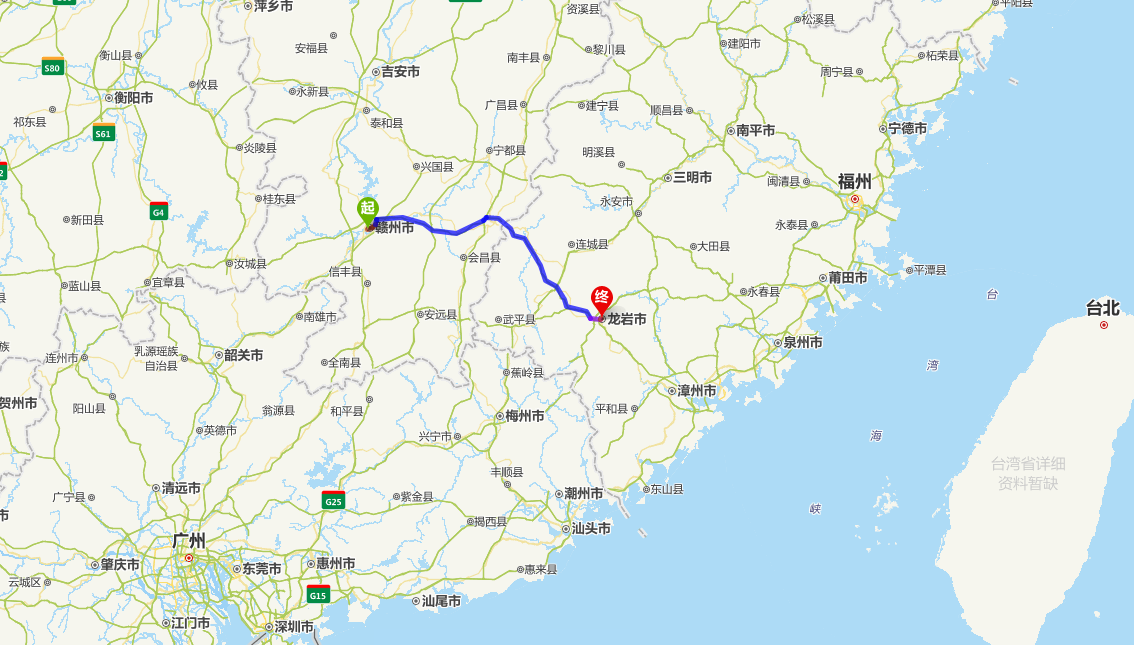 萍乡市
资溪县
松溪县
平阳县
安福县
衡山县
南丰县
黎川县
建阳市
柘荣县
S80
吉安市
周宁县
攸县
永新县
衡阳市
广昌县
建宁县
顺昌县
祁东县
泰和县
S61
南平市
宁德市
炎陵县
宁都县
明溪县
兴国县
三明市
闽清县
福州
桂东县
永安市
G4
起
新田县
赣州市
永泰县
连城县
大田县
会昌县
汝城县
信丰县
平潭县
莆田市
宜章县
蓝山县
永春县
台
终
南雄市
安远县
武平县
龙岩市
台北
泉州市
乳源瑶族
自治县
连州市
韶关市
全南县
湾
蕉岭县
漳州市
贺州市
阳山县
翁源县
和平县
平和县
梅州市
英德市
兴宁市
海
台湾省详细
资料暂缺
丰顺县
清远市
广宁县
紫金县
潮州市
东山县
G25
峡
揭西县
汕头市
广州
肇庆市
东莞市
惠州市
惠来县
云城区
G15
汕尾市
江门市
深圳市